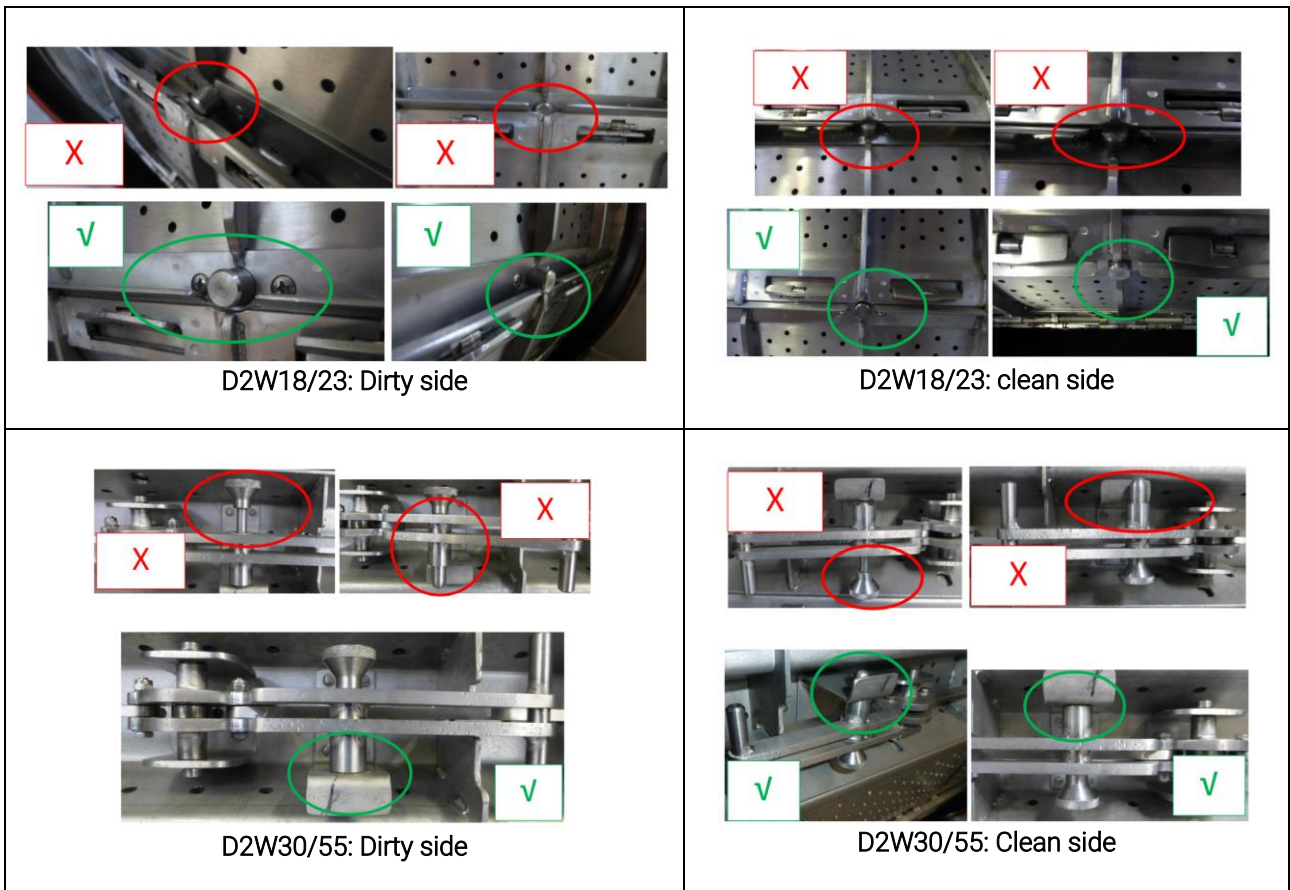 X
X
√
√
D2W18/23: Dirty side
X
X
√
√
D2W18/23: clean side
X
X
√
D2W30/55: Dirty side
X
X
√
√
D2W30/55: Clean side